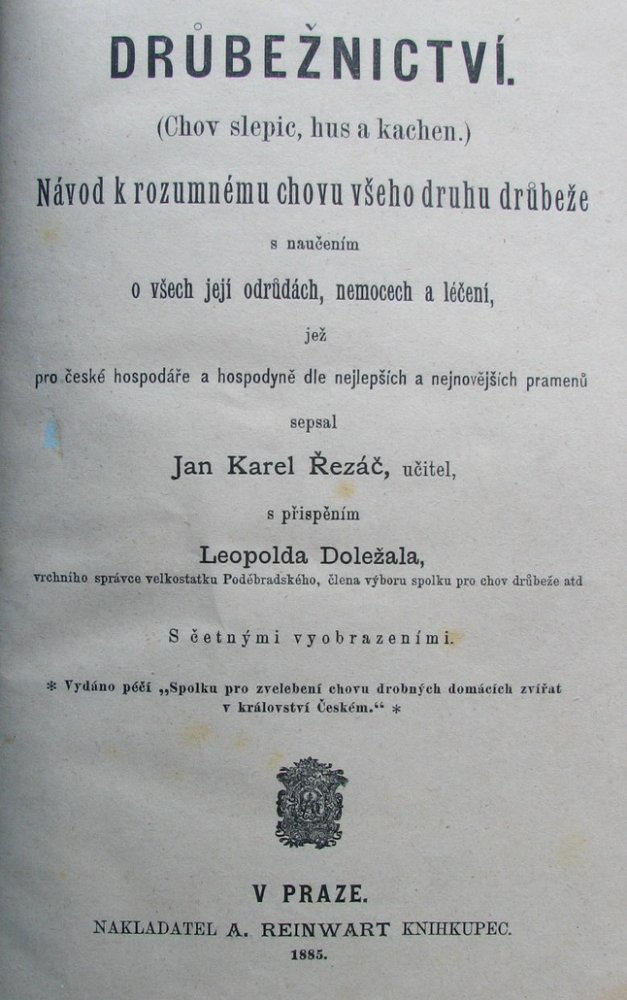 DRŮBEŽNICTVÍ.
(Chov slepic, hus a kachen.)
Návod k rozumnému chovu všeho druhu drůbeže
s naučením
o všech její odrůdách, nemocech a léčení,
jež
pro české hospodáře a hospodyně dle nejlepších a nejnovějších pramenů
sepsal
Jan Karel Řezáč, učitel,
s přispěním
Leopolda Doležala,
vrchního správce velkostatku Poděbradského, člena výboru spolku pro chov drůbeže atd
S četnými vyobrazeními.
* Vydáno péčí „Spolku pro zvelebení chovu drobných domácích zvířat
v království Českém.“ *
V PRAZE.
NAKLADATEL A. REINWART KNIHKUPEC.
1885.